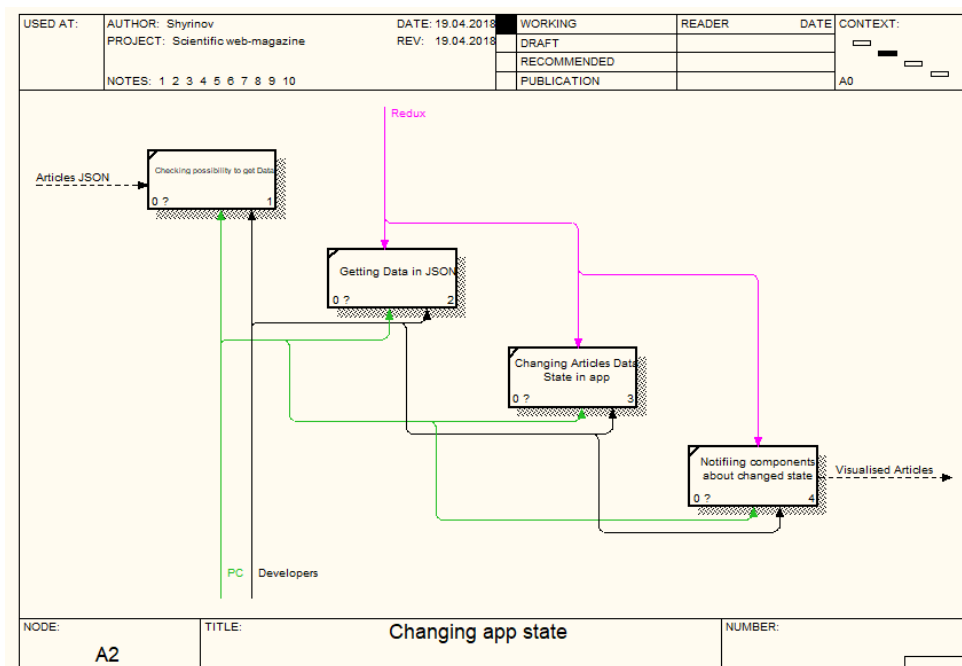 USED AT:
AUTHOR: Shyrinov
DATE: 19.04.2018
PROJECT: Scientific web-magazine
REV: 19.04.2018
NOTES: 1 2 3 4 5 6 7 8 9 10
WORKING
DRAFT
RECOMMENDED
PUBLICATION
READER
DATE
CONTEXT:
A0
Redux
Articles JSON
Checking possibility to get Data
0 ?
1
Getting Data in JSON
0 ?
2
Changing Articles Data
State in app
0 ?
3
Notifiing components
about changed state
0 ?
4
Visualised Articles
PC
Developers
NODE:
A2
TITLE:
Changing app state
NUMBER: